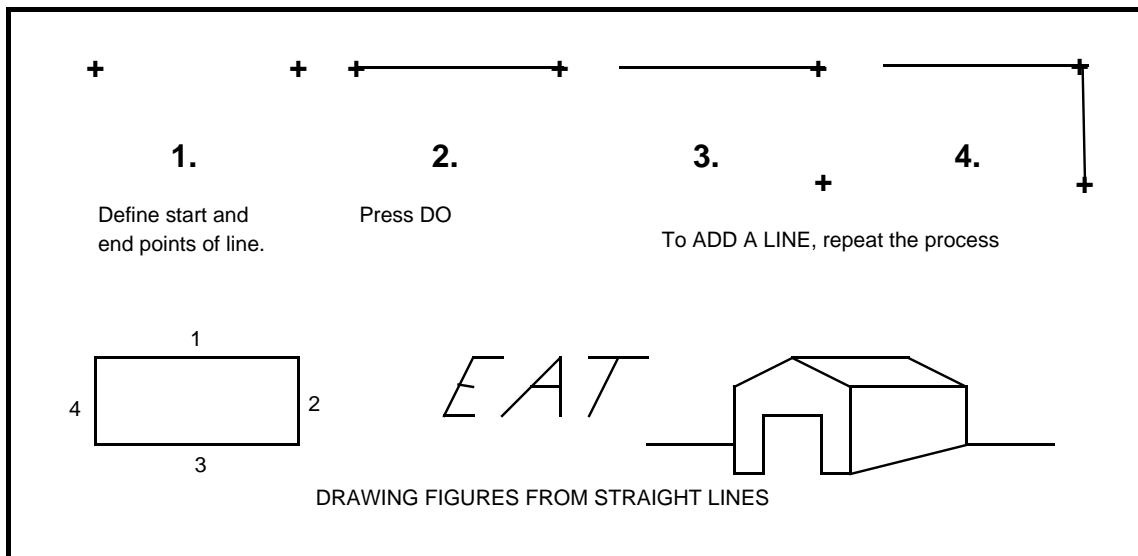 1.
2.
3.
4.
Define start and
end points of line.
Press DO
To ADD A LINE, repeat the process
1
4
2
3
EAT
DRAWING FIGURES FROM STRAIGHT LINES